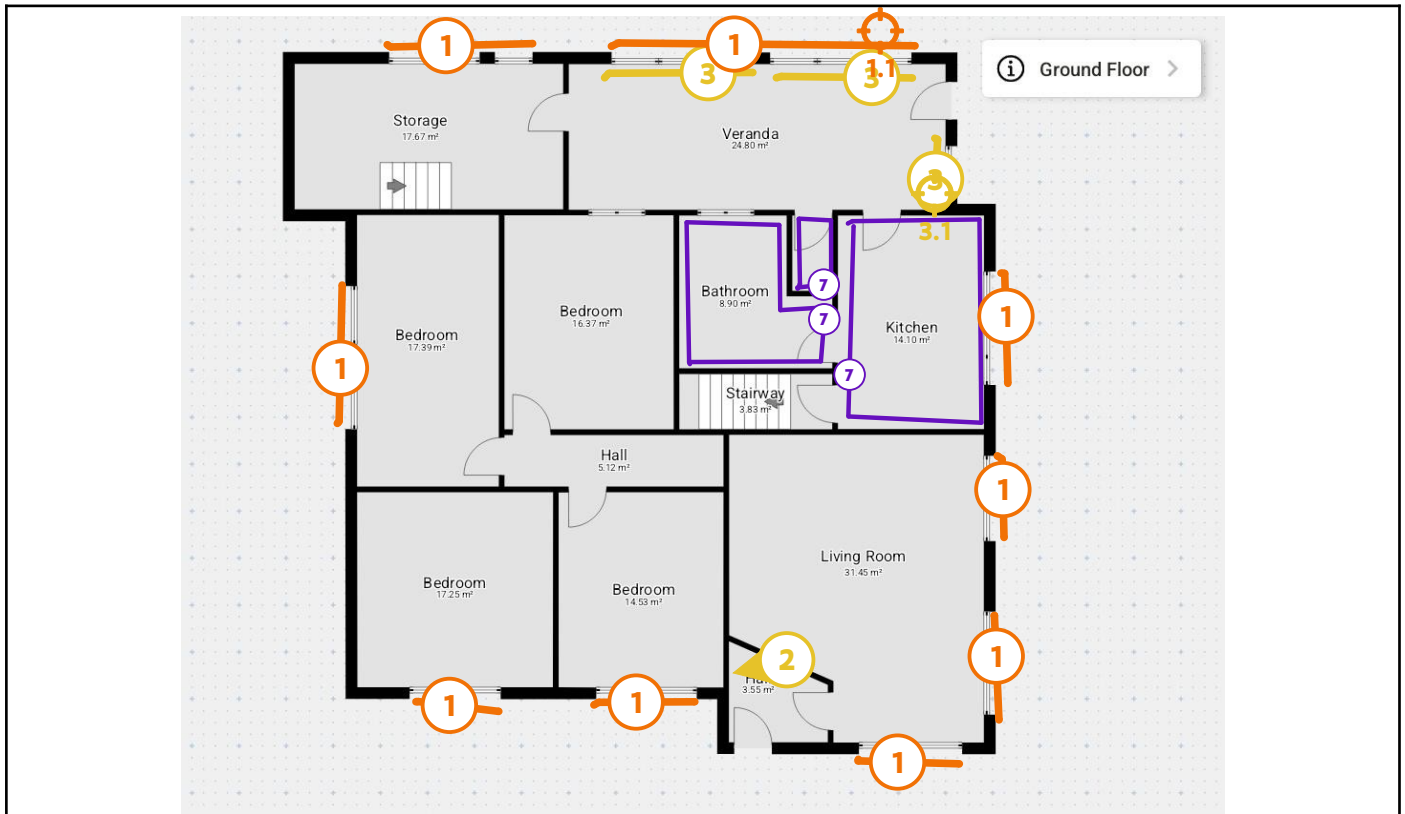 1
1
1.1
3
3
Ground Floor
Storage
17.67 m²
Veranda
24.80 m²
3
3.1
7
Bathroom
8.90 m²
7
Bedroom
16.37 m²
1
Kitchen
14.10 m²
Bedroom
17.39 m²
1
7
Stairway
3.83 m²
Hall
5.12 m²
1
Living Room
31.45 m²
Bedroom
17.25 m²
Bedroom
14.53 m²
2
1
3.55 m²
1
1
1